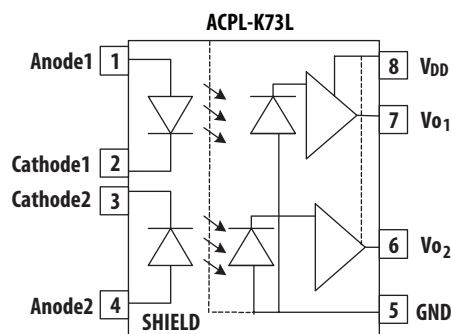 ACPL-K73L
Anode1 1
8 VDD
7 Vo1
Cathode1 2
Cathode2 3
6 Vo2
Anode2 4
5 GND
SHIELD